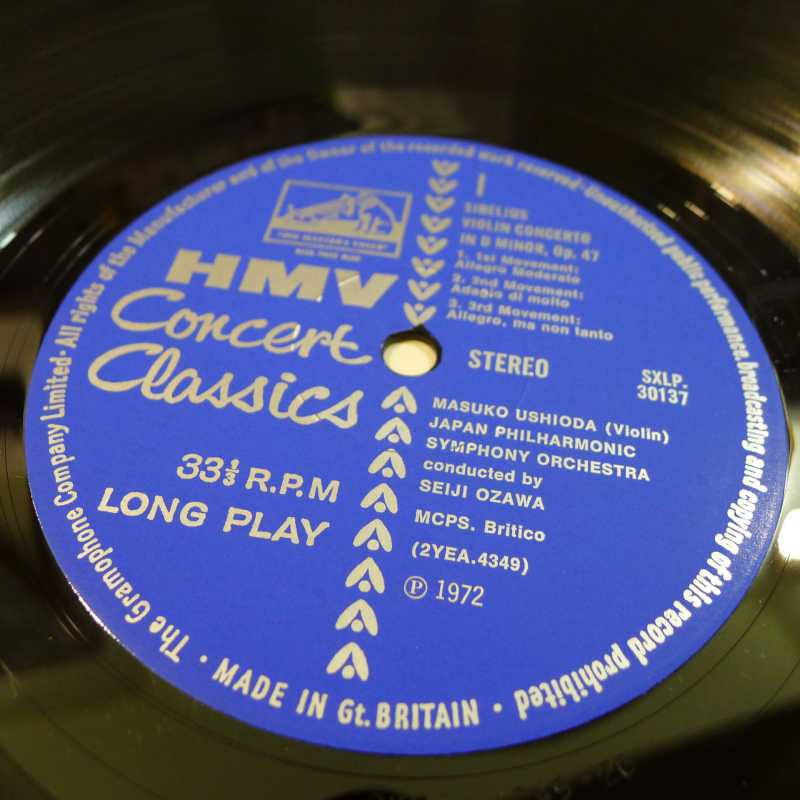 The Gramophone Company Limited · All rights of the Manufacturer and of the Owner of the recorded work reserved · Unauthorised public performance, broadcasting and copying of this record prohibited ·
MADE IN Gt. BRITAIN ·
"HIS MASTER'S VOICE"
HMV
Concert
Classics
33⅓ R.P.M
LONG PLAY
1
SIBELIUS
VIOLIN CONCERTO
IN D MINOR, Op. 47
1. 1st Movement:
Allegro Moderato
2. 2nd Movement:
Adagio di molto
3. 3rd Movement:
Allegro, ma non tanto
STEREO
SXLP.
30137
MASUKO USHIODA (Violin)
JAPAN PHILHARMONIC
SYMPHONY ORCHESTRA
conducted by
SEIJI OZAWA
MCPS. Britico
(2YEA.4349)
Ⓟ 1972